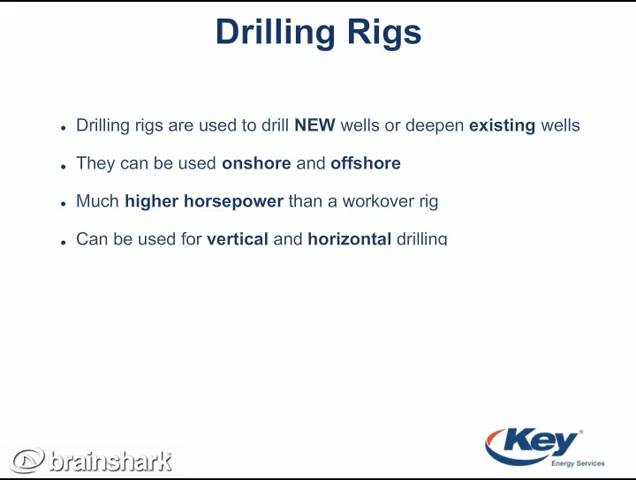 Drilling Rigs
• Drilling rigs are used to drill NEW wells or deepen existing wells
• They can be used onshore and offshore
• Much higher horsepower than a workover rig
• Can be used for vertical and horizontal drilling
Key®
Energy Services
brainshark